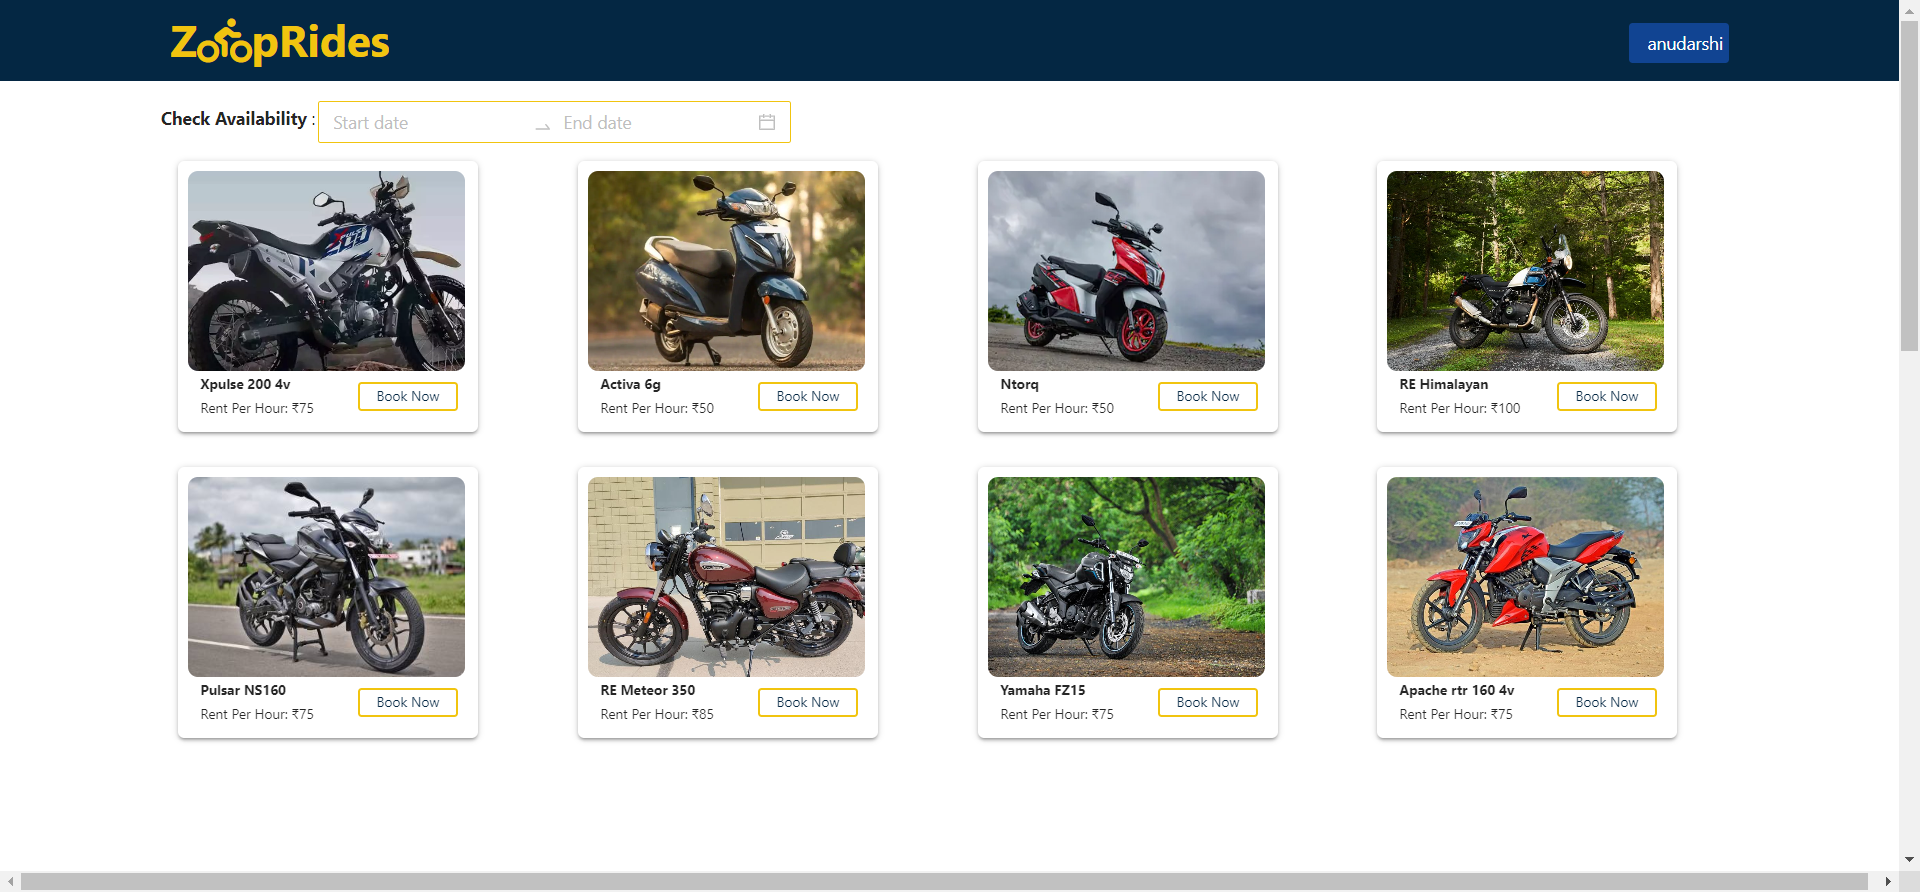 ZoopRides
anudarshi
Check Availability :
Start date
End date
Xpulse 200 4v
Rent Per Hour: ₹75
Book Now
Activa 6g
Rent Per Hour: ₹50
Book Now
Ntorq
Rent Per Hour: ₹50
Book Now
RE Himalayan
Rent Per Hour: ₹100
Book Now
Pulsar NS160
Rent Per Hour: ₹75
Book Now
RE Meteor 350
Rent Per Hour: ₹85
Book Now
Yamaha FZ15
Rent Per Hour: ₹75
Book Now
Apache rtr 160 4v
Rent Per Hour: ₹75
Book Now